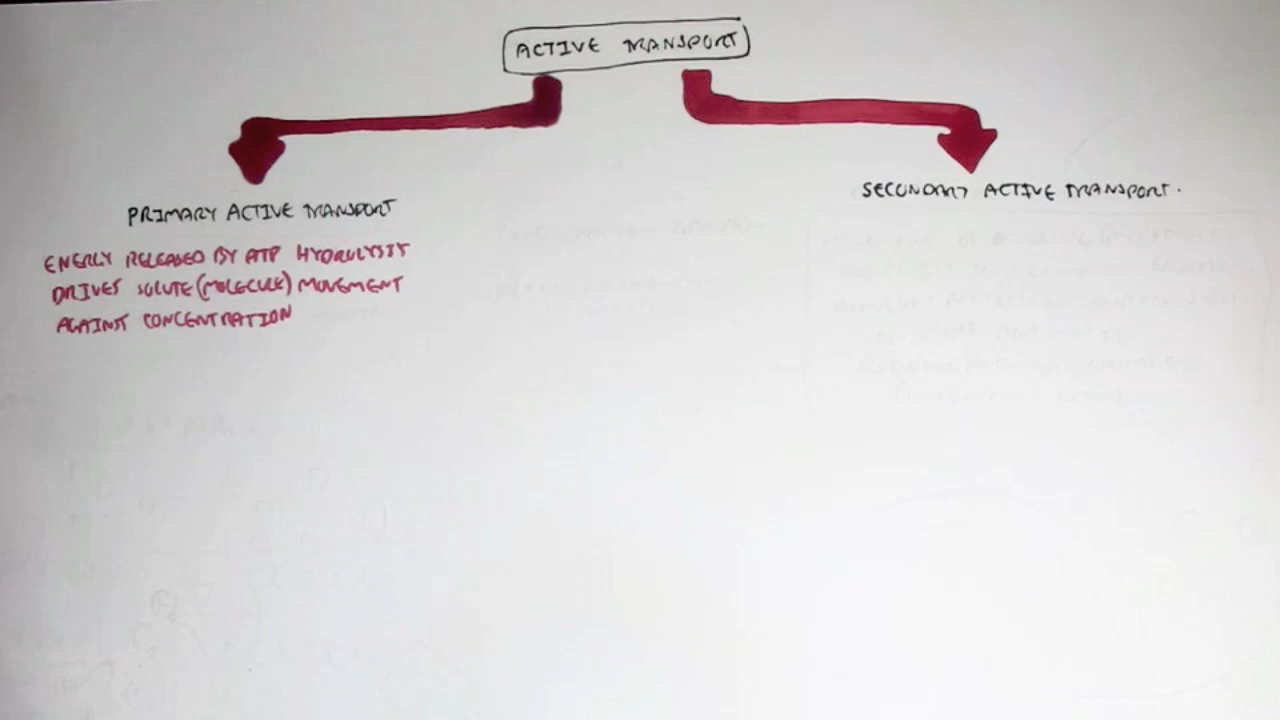 ACTIVE TRANSPORT
PRIMARY ACTIVE TRANSPORT
SECONDARY ACTIVE TRANSPORT.
ENERGY RELEASED BY ATP HYDROLYSIS
DRIVES SOLUTE (MOLECULE) MOVEMENT
AGAINST CONCENTRATION